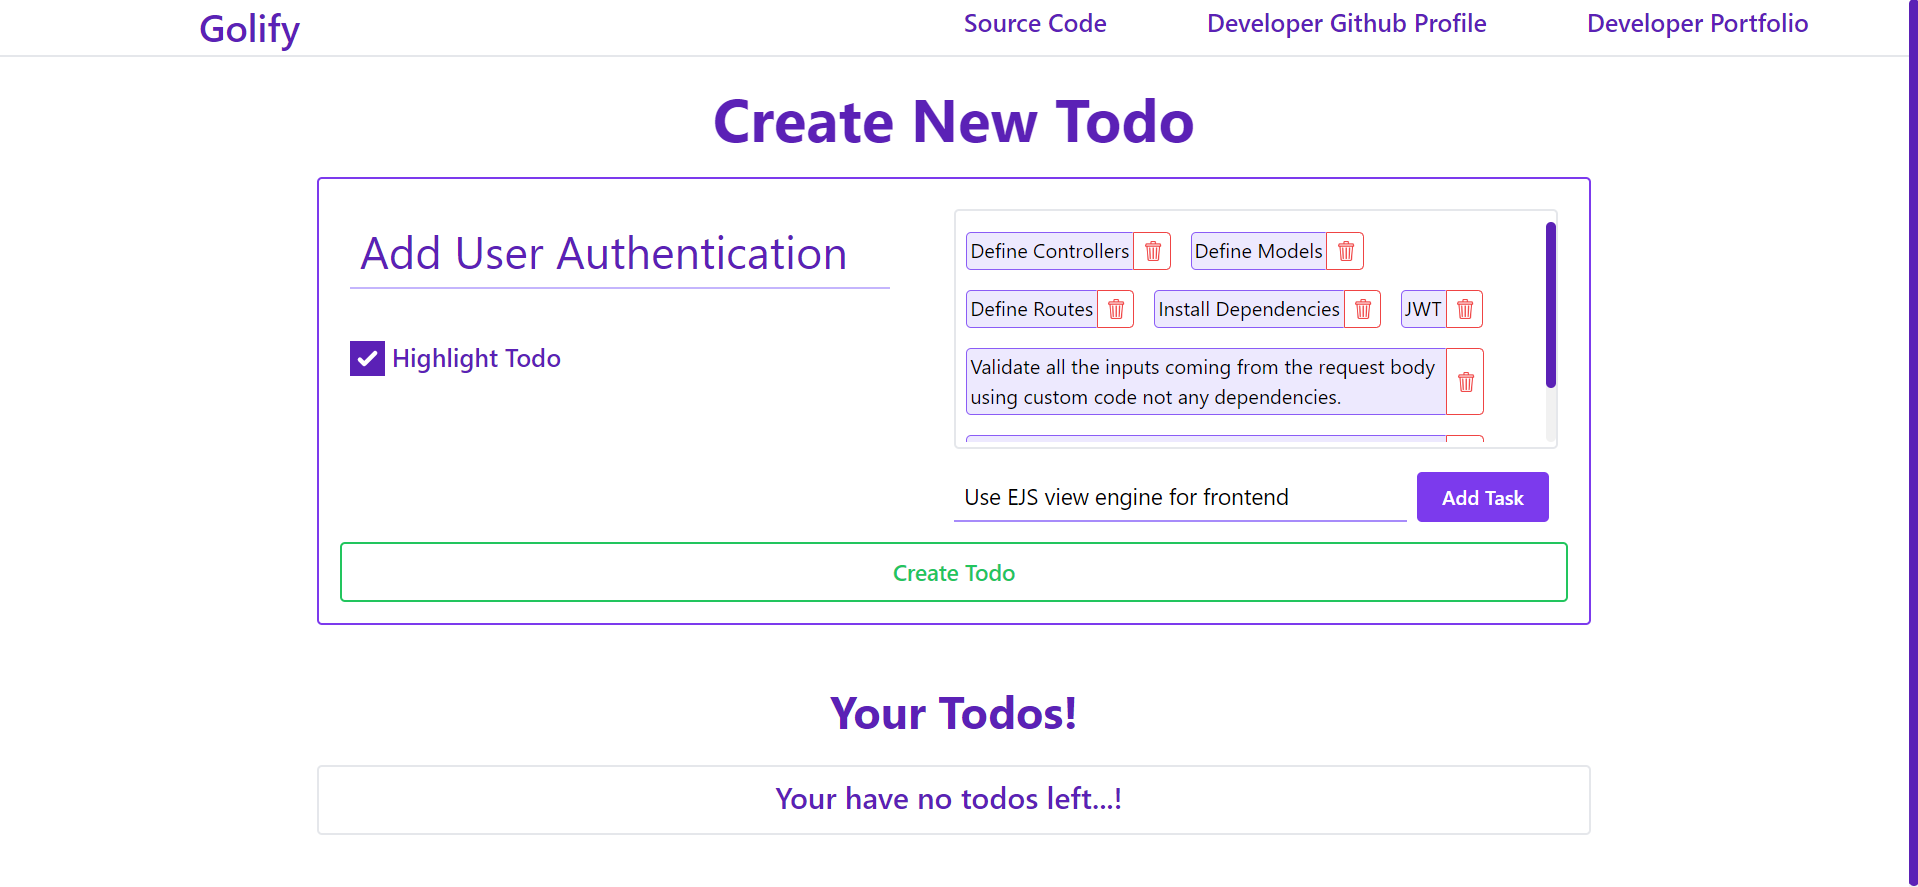 Golify
Source Code
Developer Github Profile
Developer Portfolio
Create New Todo
Add User Authentication
Highlight Todo
Define Controllers
Define Models
Define Routes
Install Dependencies
JWT
Validate all the inputs coming from the request body
using custom code not any dependencies.
Use EJS view engine for frontend
Add Task
Create Todo
Your Todos!
Your have no todos left...!